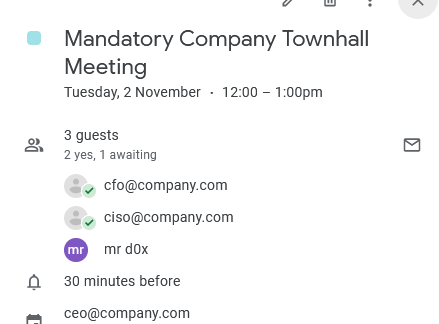 Mandatory Company Townhall
Meeting
Tuesday, 2 November · 12:00 – 1:00pm
3 guests
2 yes, 1 awaiting
cfo@company.com
ciso@company.com
mr mr d0x
30 minutes before
ceo@company.com